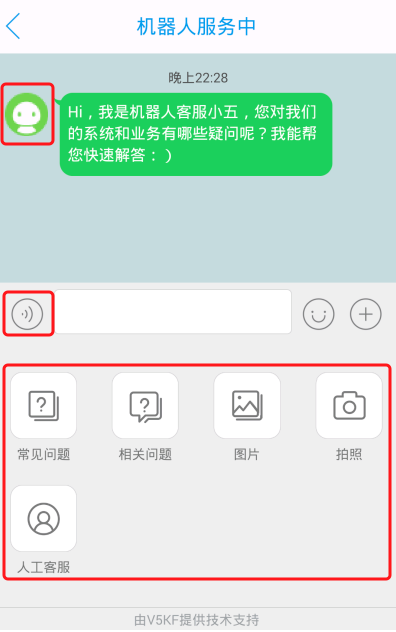 机器人服务中
晚上22:28
Hi，我是机器人客服小五，您对我们
的系统和业务有哪些疑问呢？我能帮
您快速解答：）
常见问题
相关问题
图片
拍照
人工客服
由V5KF提供技术支持